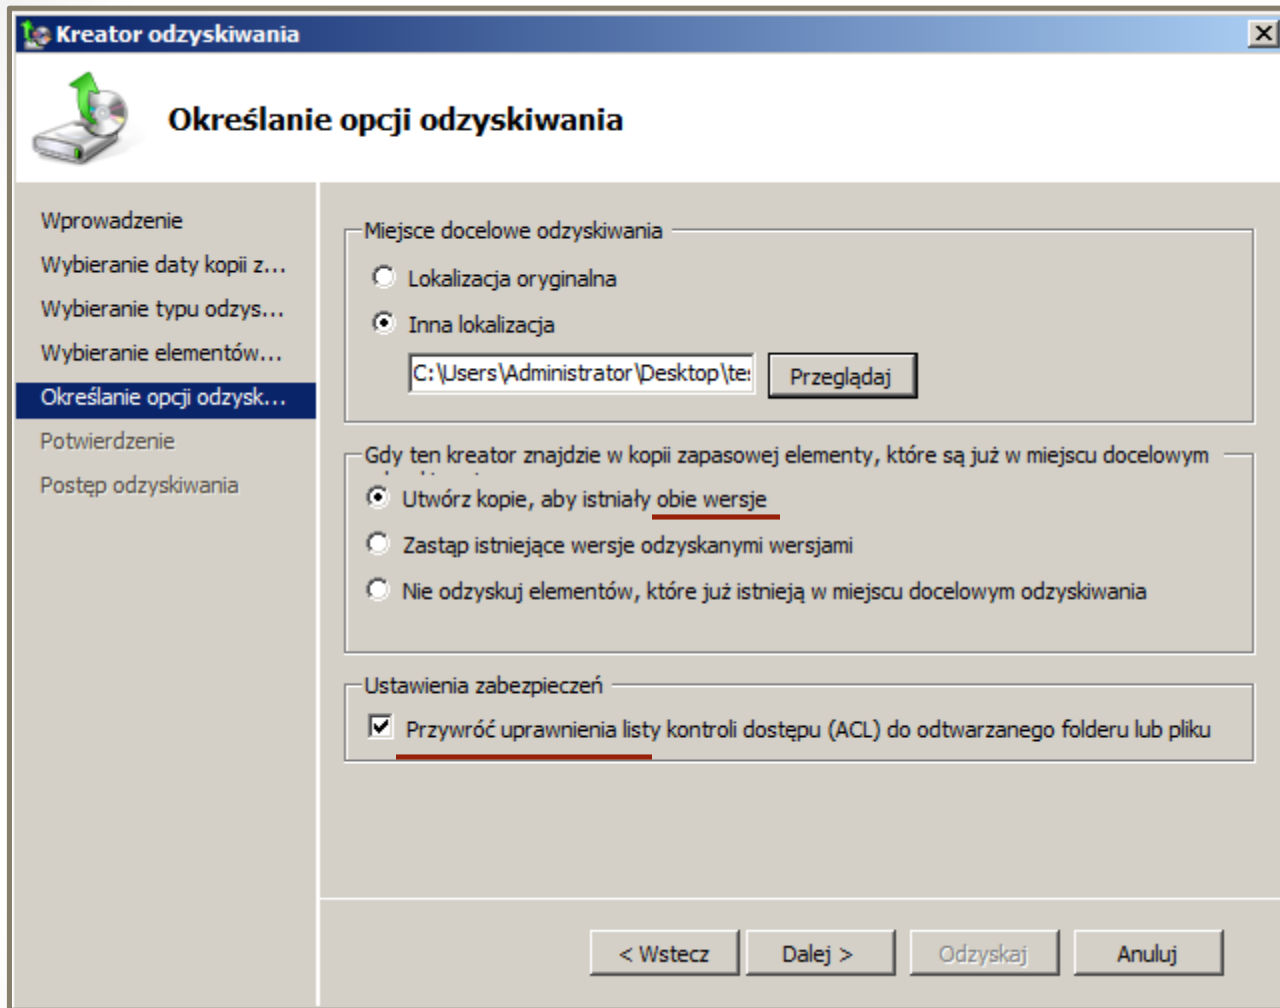 Kreator odzyskiwania
Określanie opcji odzyskiwania
Wprowadzenie
Wybieranie daty kopii z...
Wybieranie typu odzys...
Wybieranie elementów...
Określanie opcji odzysk...
Potwierdzenie
Postęp odzyskiwania
Miejsce docelowe odzyskiwania
Lokalizacja oryginalna
Inna lokalizacja
C:\Users\Administrator\Desktop\te
Przeglądaj
Gdy ten kreator znajdzie w kopii zapasowej elementy, które są już w miejscu docelowym
Utwórz kopie, aby istniały obie wersje
Zastąp istniejące wersje odzyskanymi wersjami
Nie odzyskuj elementów, które już istnieją w miejscu docelowym odzyskiwania
Ustawienia zabezpieczeń
Przywróć uprawnienia listy kontroli dostępu (ACL) do odtwarzanego folderu lub pliku
< Wstecz
Dalej >
Odzyskaj
Anuluj